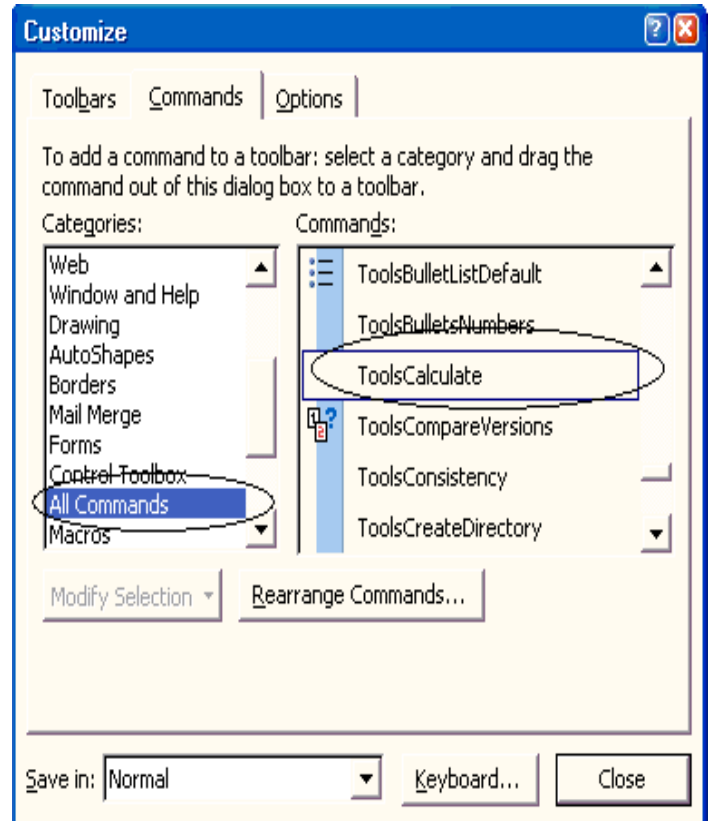 Customize
Toolbars Commands Options
To add a command to a toolbar: select a category and drag the
command out of this dialog box to a toolbar.
Categories:
Web
Window and Help
Drawing
AutoShapes
Borders
Mail Merge
Forms
Control Toolbox
All Commands
Macros
Commands:
ToolsBulletListDefault
ToolsBulletsNumbers
ToolsCalculate
ToolsCompareVersions
ToolsConsistency
ToolsCreateDirectory
Modify Selection Rearrange Commands...
Save in: Normal Keyboard... Close